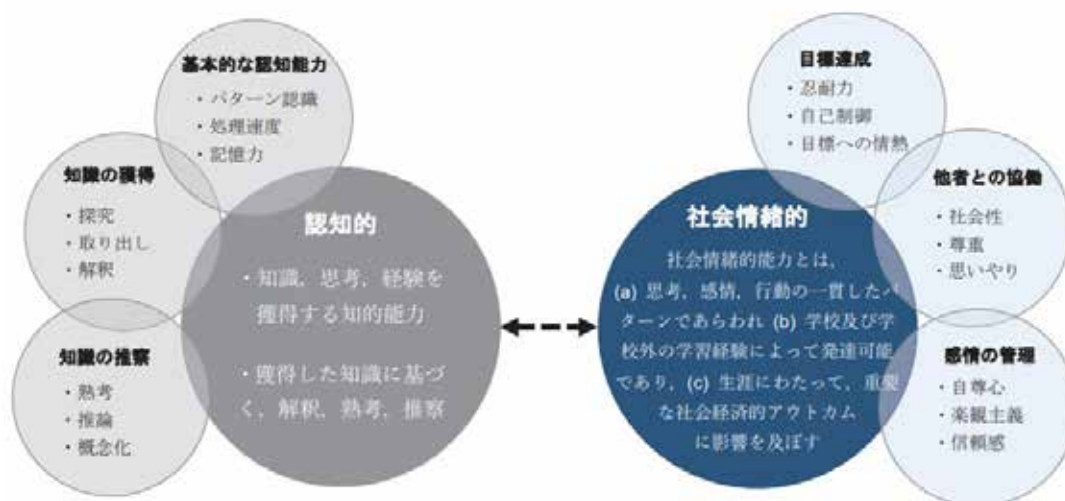 基本的な認知能力
・パターン認識
・処理速度
・記憶力
知識の獲得
・探究
・取り出し
・解釈
知識の推察
・熟考
・推論
・概念化
認知的
・知識，思考，経験を
獲得する知的能力
・獲得した知識に基づ
く，解釈，熟考，推察
社会情緒的
社会情緒的能力とは，
(a) 思考，感情，行動の一貫したパ
ターンであらわれ (b) 学校及び学
校外の学習経験によって発達可能
であり，(c) 生涯にわたって，重要
な社会経済的アウトカム
に影響を及ぼす
目標達成
・忍耐力
・自己制御
・目標への情熱
他者との協働
・社会性
・尊重
・思いやり
感情の管理
・自尊心
・楽観主義
・信頼感